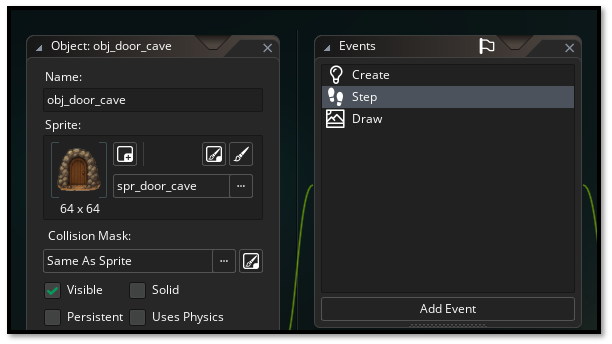 Object: obj_door_cave
Name:
obj_door_cave
Sprite:
spr_door_cave
...
64 x 64
Collision Mask:
Same As Sprite
...
Visible
Solid
Persistent
Uses Physics
Events
Create
Step
Draw
Add Event